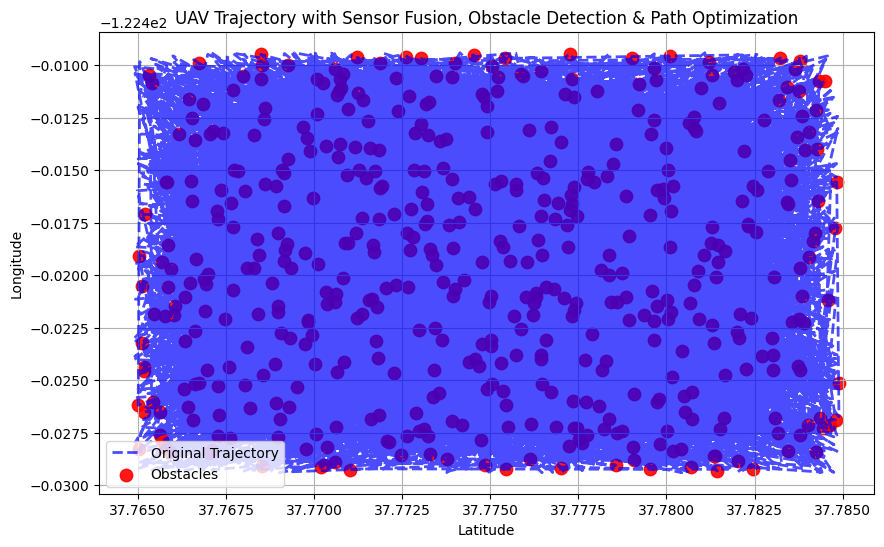 UAV Trajectory with Sensor Fusion, Obstacle Detection & Path Optimization
−1.224e2
−0.0100
−0.0125
−0.0150
−0.0175
−0.0200
−0.0225
−0.0250
−0.0275
−0.0300
Longitude
Original Trajectory
Obstacles
37.7650 37.7675 37.7700 37.7725 37.7750 37.7775 37.7800 37.7825 37.7850
Latitude